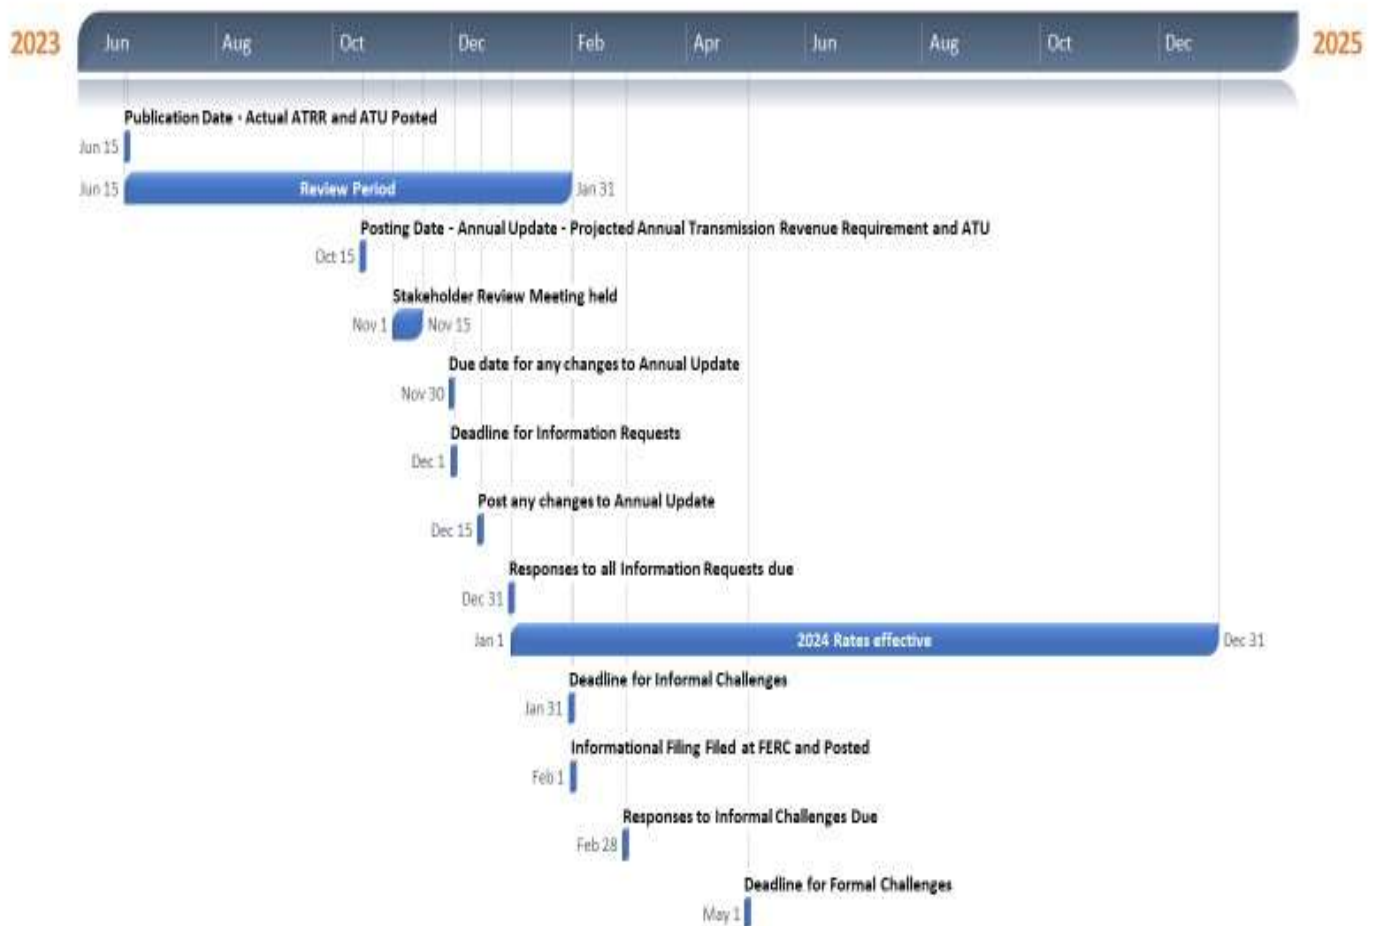 2023 Jun Aug Oct Dec Feb Apr Jun Aug Oct Dec 2025
Publication Date - Actual ATRR and ATU Posted
Jun 15
Jun 15 Review Period Jan 31
Posting Date - Annual Update - Projected Annual Transmission Revenue Requirement and ATU
Oct 15
Stakeholder Review Meeting held
Nov 1 Nov 15
Due date for any changes to Annual Update
Nov 30
Deadline for Information Requests
Dec 1
Post any changes to Annual Update
Dec 15
Responses to all Information Requests due
Dec 31
Jan 1 2024 Rates effective Dec 31
Deadline for Informal Challenges
Jan 31
Informational Filing Filed at FERC and Posted
Feb 1
Responses to Informal Challenges Due
Feb 28
Deadline for Formal Challenges
May 1